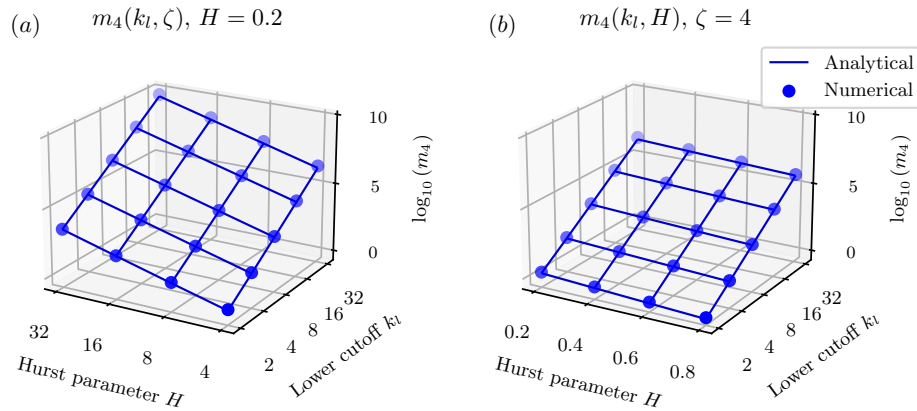 (a) m₄(kₗ, ζ), H = 0.2
10
5
0
log₁₀ (m₄)
32
16
8
4
Hurst parameter H
2
4
8
16
32
Lower cutoff kₗ
(b) m₄(kₗ, H), ζ = 4
Analytical
Numerical
10
5
0
log₁₀ (m₄)
0.2
0.4
0.6
0.8
Hurst parameter H
2
4
8
16
32
Lower cutoff kₗ